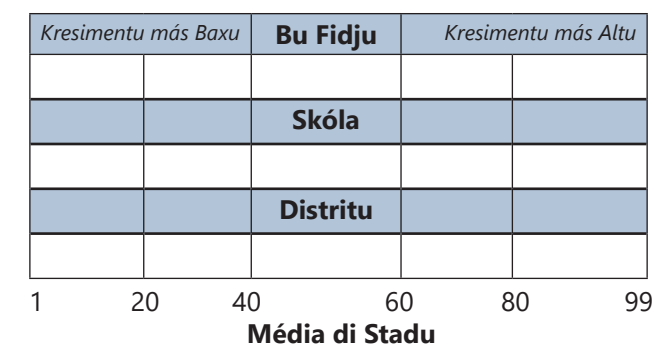 Kresimentu más Baxu Bu Fidju Kresimentu más Altu
Skóla
Distritu
1 20 40 60 80 99
Média di Stadu